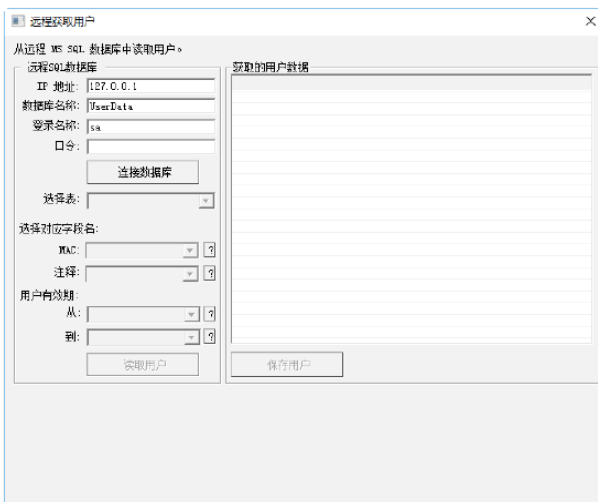 远程获取用户
从远程 MS SQL 数据库中读取用户。
远程SQL数据库
IP 地址: 127.0.0.1
数据库名称: UserData
登录名称: sa
口令:
连接数据库
选择表:
选择对应字段名:
MAC: ?
注释: ?
用户有效期:
从: ?
到: ?
读取用户
获取的用户数据
保存用户